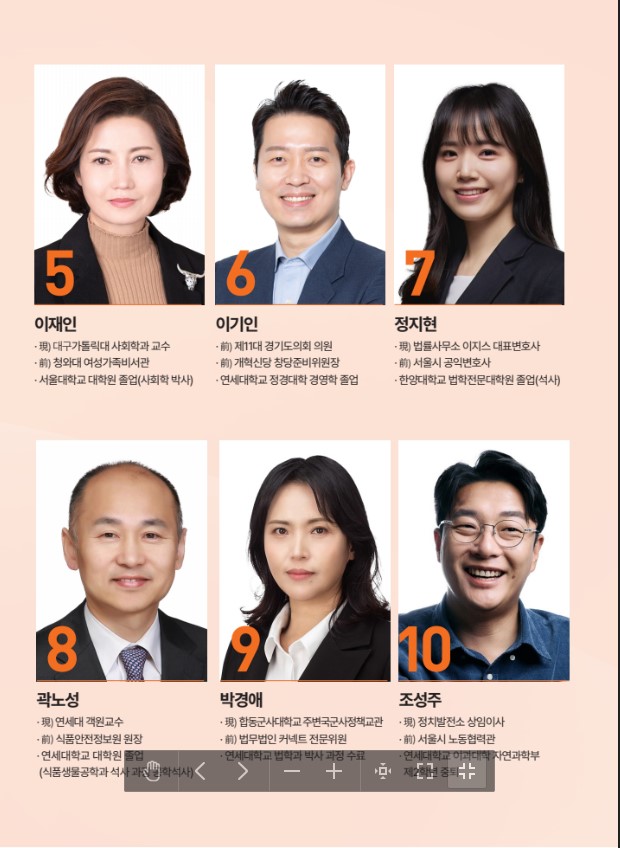 5
6
7
이재인
· 現) 대구가톨릭대 사회학과 교수
· 前) 청와대 여성가족비서관
· 서울대학교 대학원 졸업(사회학 박사)
이기인
· 前) 제11대 경기도의회 의원
· 前) 개혁신당 창당준비위원장
· 연세대학교 정경대학 경영학 졸업
정지현
· 現) 법률사무소 이지스 대표변호사
· 前) 서울시 공익변호사
· 한양대학교 법학전문대학원 졸업(석사)
8
9
10
곽노성
· 現) 연세대 객원교수
· 前) 식품안전정보원 원장
· 연세대학교 대학원 졸업
(식품생물공학과 석사 과정 공학석사)
박경애
· 現) 합동군사대학교 주변국군사정책교관
· 前) 법무법인 커넥트 전문위원
· 연세대학교 법학과 박사 과정 수료
조성주
· 現) 정치발전소 상임이사
· 前) 서울시 노동협력관
· 연세대학교 이과대학 자연과학부
제2학년 중퇴